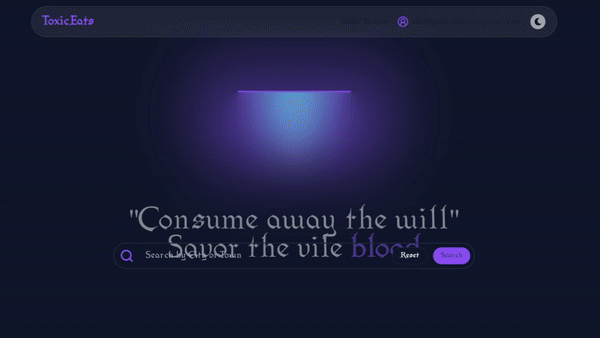 ToxicEats
"Consume away the will"
Savor the vile blood
Search by City or Town
Reset
Search